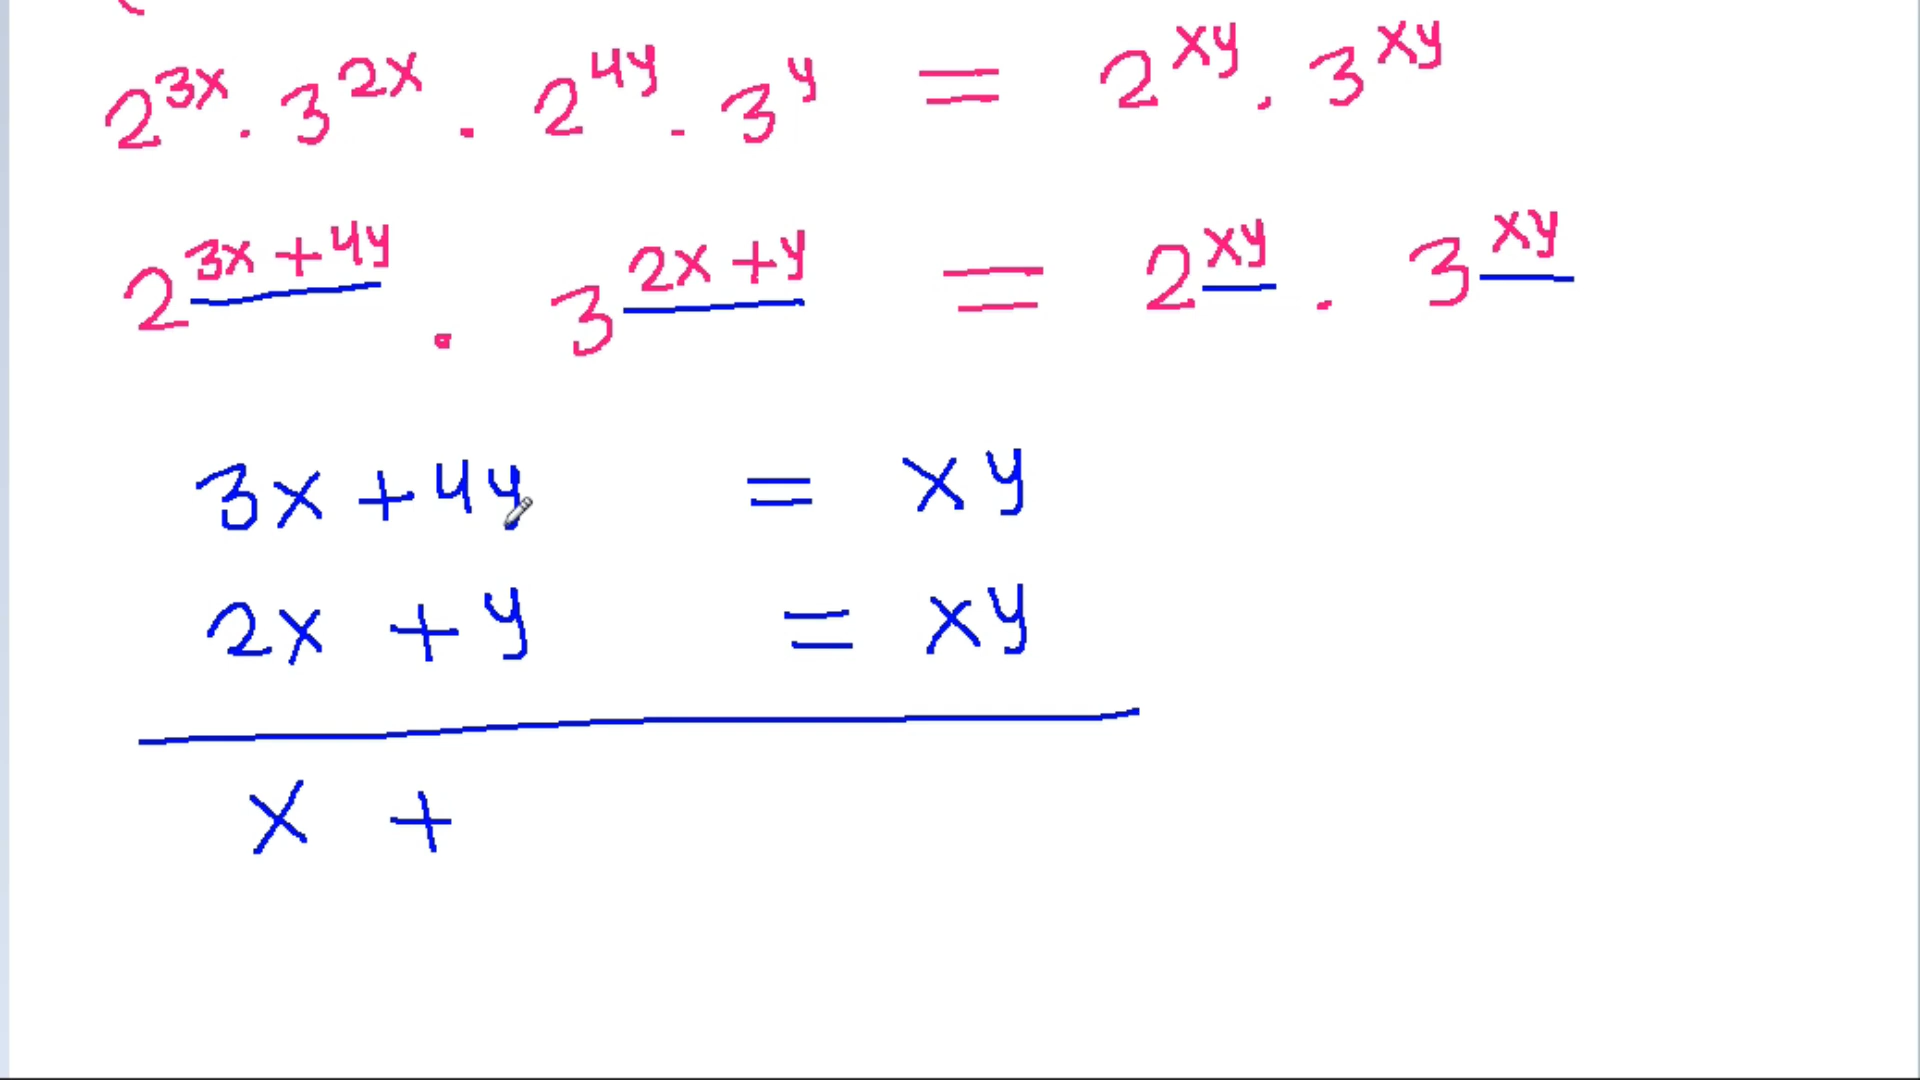 2^{3x} . 3^{2x} . 2^{4y} . 3^{y} = 2^{xy} . 3^{xy}
2^{3x+4y} . 3^{2x+y} = 2^{xy} . 3^{xy}
3x + 4y = xy
2x + y = xy
x +